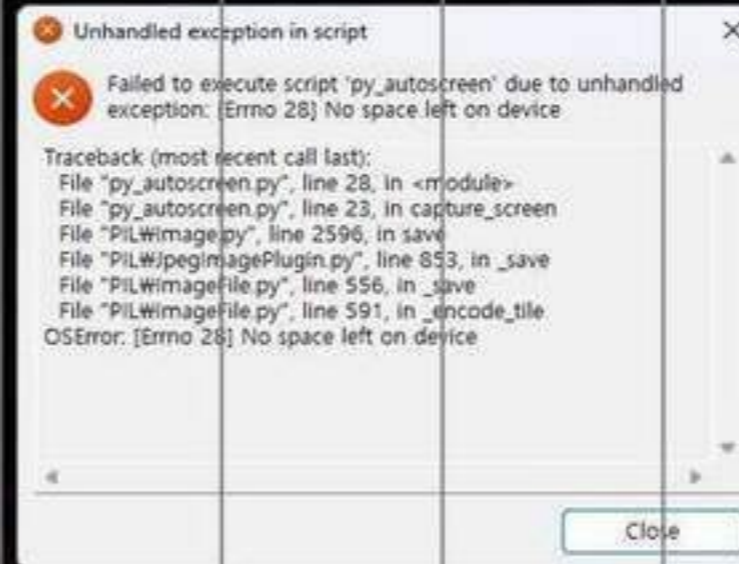 Unhandled exception in script
Failed to execute script 'py_autoscreen' due to unhandled
exception: [Errno 28] No space left on device
Traceback (most recent call last):
File "py_autoscreen.py", line 28, in <module>
File "py_autoscreen.py", line 23, in capture_screen
File "PIL₩Image.py", line 2596, in save
File "PIL₩JpegImagePlugin.py", line 853, in _save
File "PIL₩ImageFile.py", line 556, in _save
File "PIL₩ImageFile.py", line 591, in _encode_tile
OSError: [Errno 28] No space left on device
Close